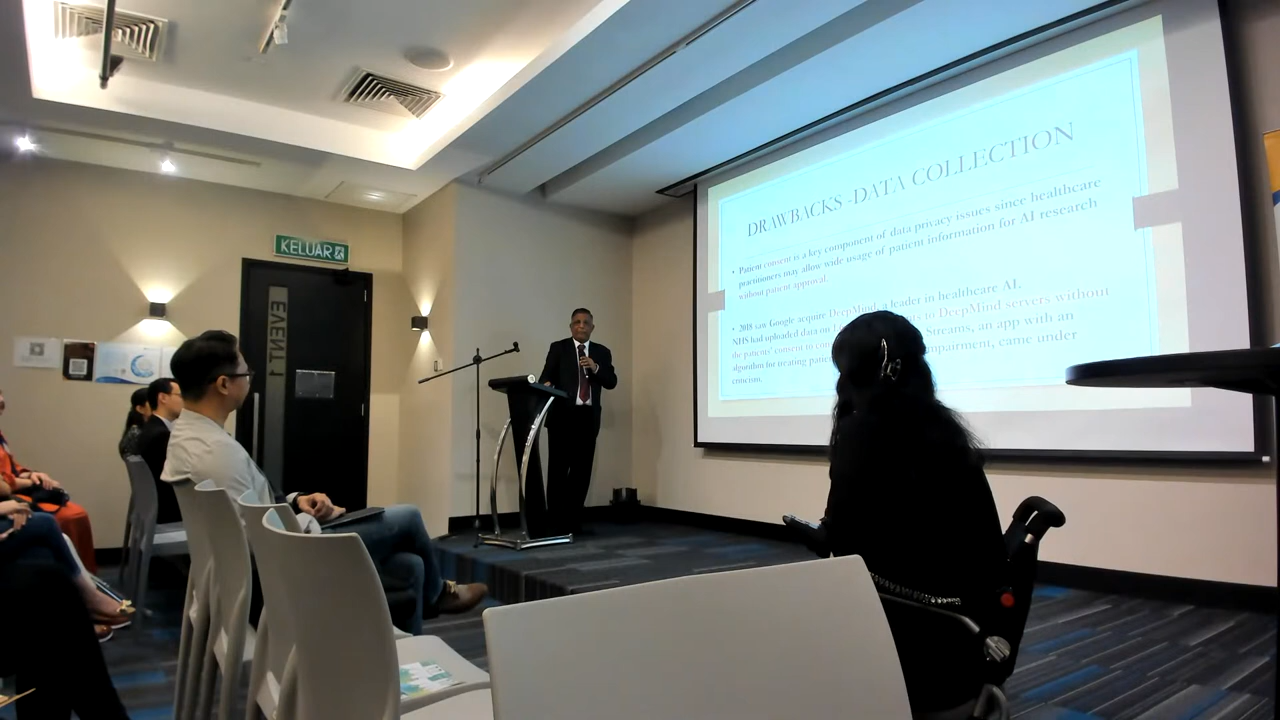 KELUAR
EVENT 1
DRAWBACKS -DATA COLLECTION
• Patient consent is a key component of data privacy issues since healthcare
practitioners may allow wide usage of patient information for AI research
without patient approval.
• 2018 saw Google acquire DeepMind, a leader in healthcare AI.
NHS had uploaded data on to DeepMind servers without
the patients' consent to Streams, an app with an
algorithm for treating impairment, came under
criticism.